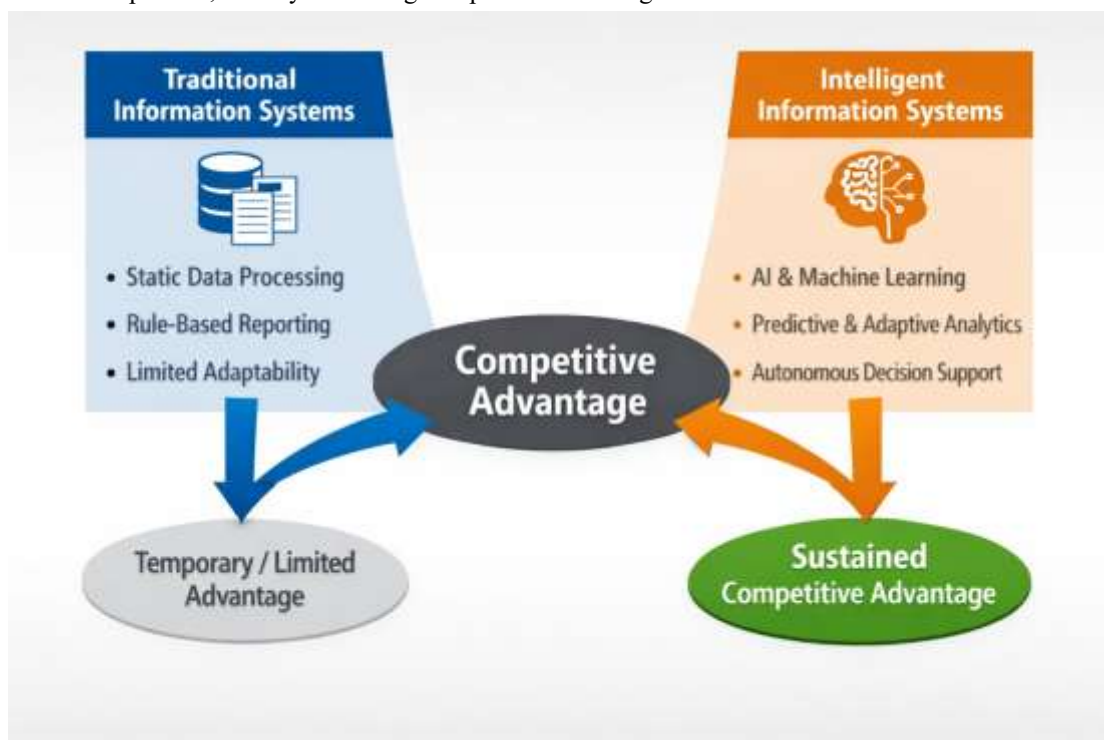 Traditional
Information Systems
• Static Data Processing
• Rule-Based Reporting
• Limited Adaptability
Intelligent
Information Systems
• AI & Machine Learning
• Predictive & Adaptive Analytics
• Autonomous Decision Support
Competitive
Advantage
Temporary / Limited
Advantage
Sustained
Competitive Advantage